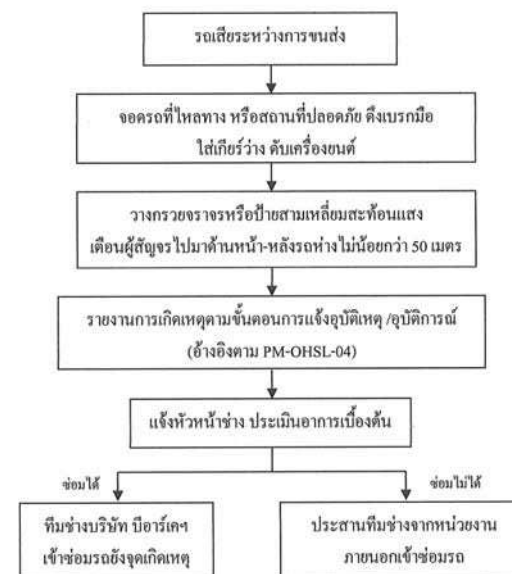 รถเสียระหว่างการขนส่ง
จอดรถที่ไหลทาง หรือสถานที่ปลอดภัย ดึงเบรกมือ
ใส่เกียร์ว่าง ดับเครื่องยนต์
วางกรวยจราจรหรือป้ายสามเหลี่ยมสะท้อนแสง
เตือนผู้สัญจรไปมาด้านหน้า-หลังรถห่างไม่น้อยกว่า 50 เมตร
รายงานการเกิดเหตุตามขั้นตอนการแจ้งอุบัติเหตุ /อุบัติการณ์
(อ้างอิงตาม PM-OHSL-04)
แจ้งหัวหน้าช่าง ประเมินอาการเบื้องต้น
ซ่อมได้
ซ่อมไม่ได้
ทีมช่างบริษัท บีอาร์เคฯ
เข้าซ่อมรถยังจุดเกิดเหตุ
ประสานทีมช่างจากหน่วยงาน
ภายนอกเข้าซ่อมรถ